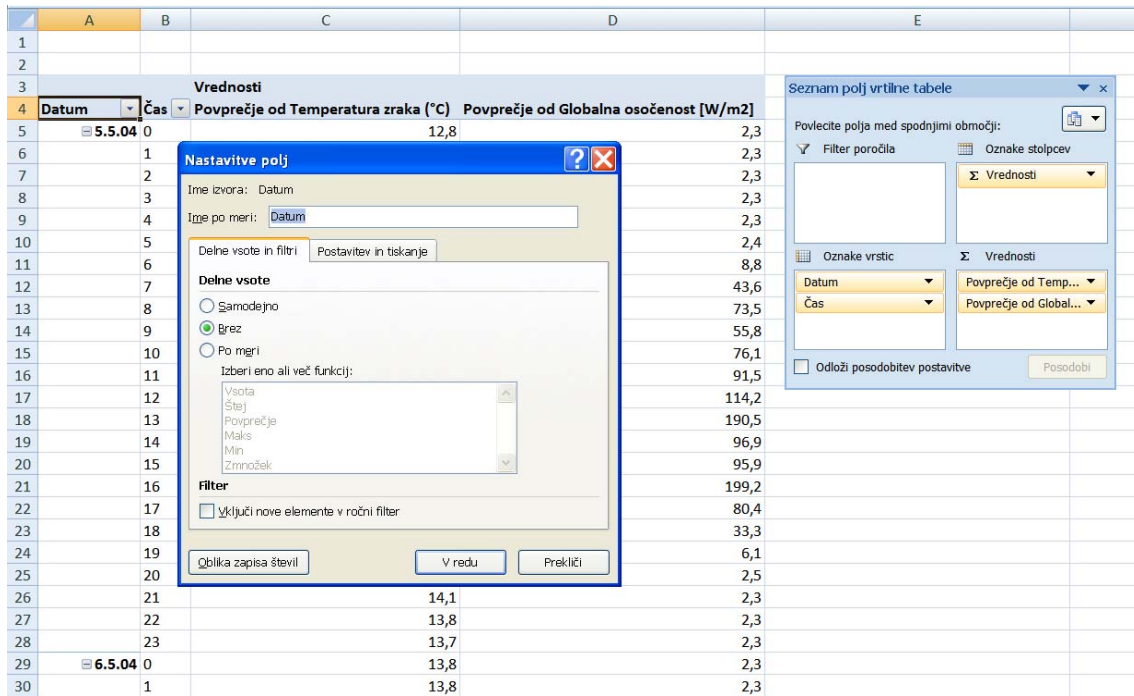 A B C D E
1
2
3 Vrednosti
4 Datum Čas Povprečje od Temperatura zraka (°C) Povprečje od Globalna osočenost [W/m2]
5 5.5.04 0 12,8 2,3
6 1 2,3
7 2 2,3
8 3 2,3
9 4 2,3
10 5 2,4
11 6 8,8
12 7 43,6
13 8 73,5
14 9 55,8
15 10 76,1
16 11 91,5
17 12 114,2
18 13 190,5
19 14 96,9
20 15 95,9
21 16 199,2
22 17 80,4
23 18 33,3
24 19 6,1
25 20 2,5
26 21 14,1 2,3
27 22 13,8 2,3
28 23 13,7 2,3
29 6.5.04 0 13,8 2,3
30 1 13,8 2,3
Nastavitve polj
Ime izvora: Datum
Ime po meri: Datum
Delne vsote in filtri Postavitev in tiskanje
Delne vsote
Samodejno
Brez
Po meri
Izberi eno ali več funkcij:
Vsota
Štej
Povprečje
Maks
Min
Zmnožek
Filter
Vključi nove elemente v ročni filter
Oblika zapisa števil V redu Prekliči
Seznam polj vrtilne tabele
Povlecite polja med spodnjimi območji:
Filter poročila Oznake stolpcev
Σ Vrednosti
Oznake vrstic Σ Vrednosti
Datum Povprečje od Temp...
Čas Povprečje od Global...
Odloži posodobitev postavitve Posodobi